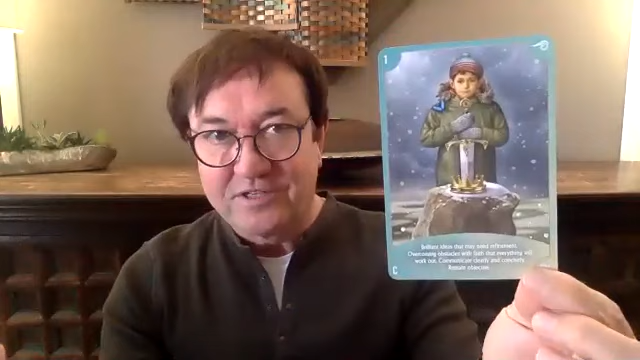 1
Brilliant ideas that may need refinement.
Overcoming obstacles with faith that everything will
work out. Communicate clearly and concisely.
Remain objective.
C